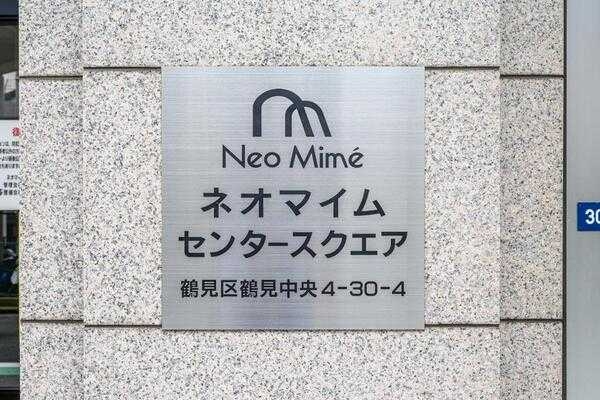 Neo Mimé
ネオマイム
センタースクエア
鶴見区鶴見中央4-30-4
30